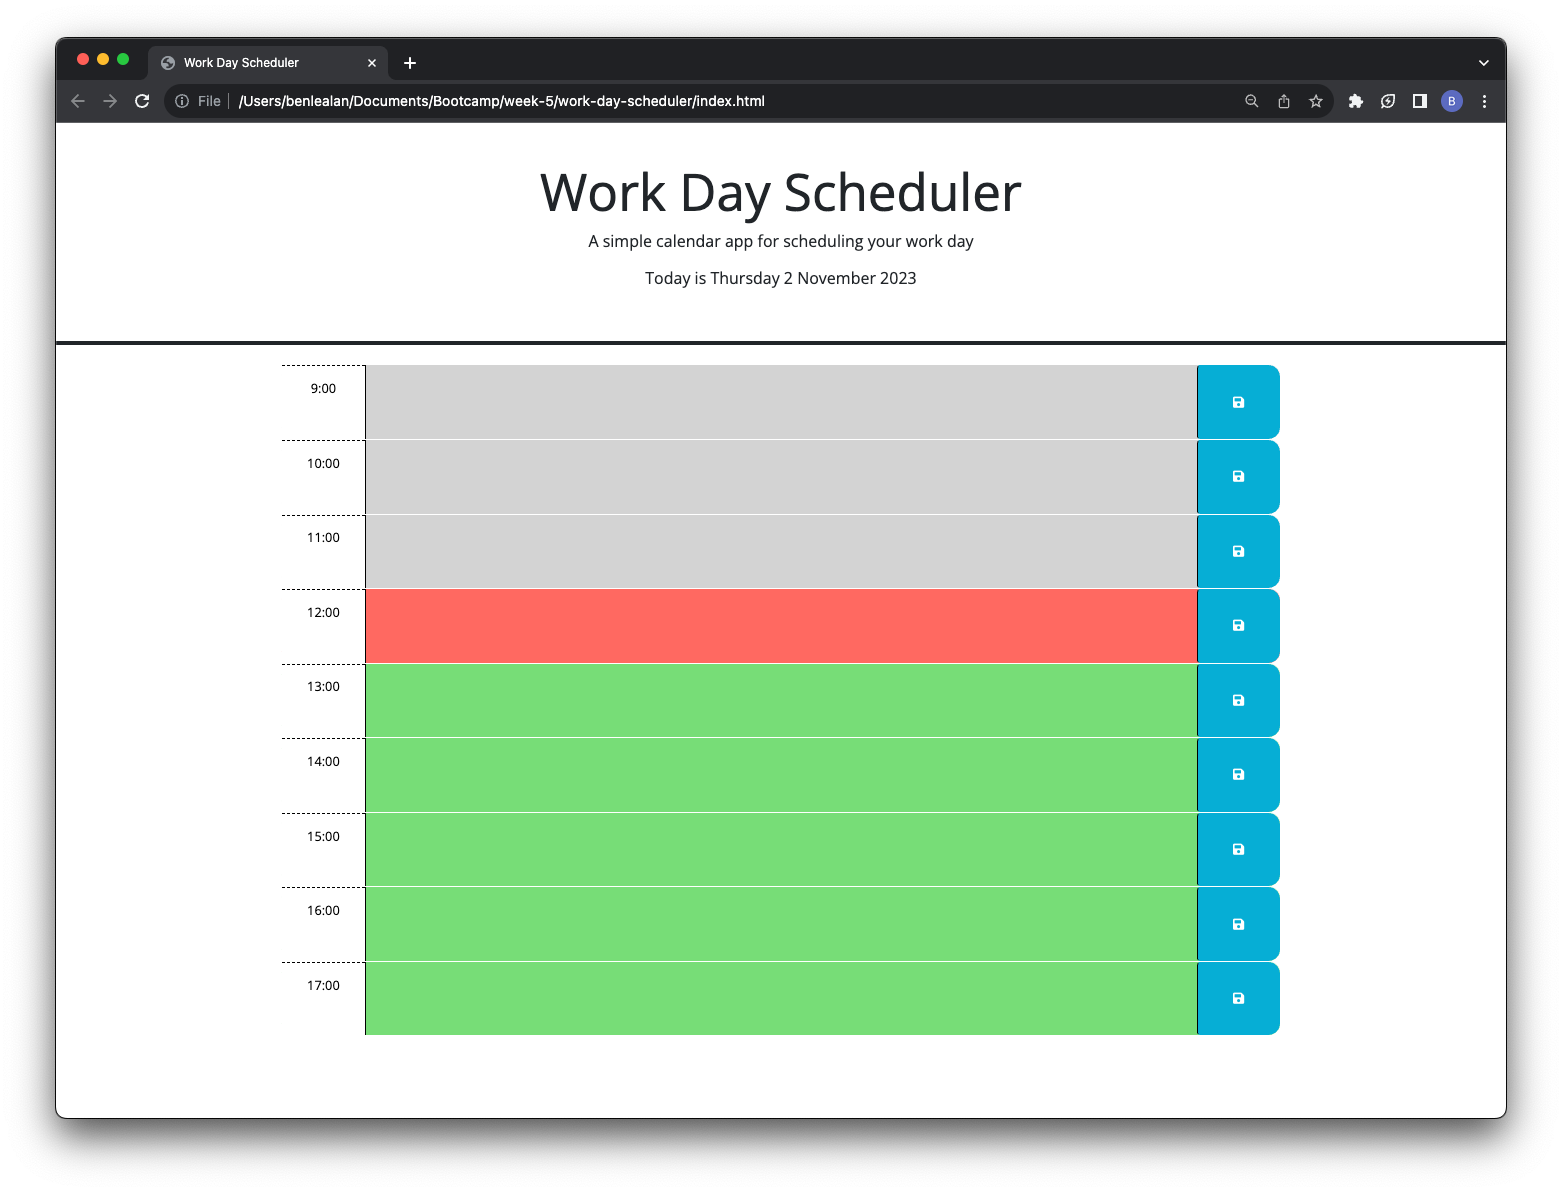 Work Day Scheduler
File
/Users/benlealan/Documents/Bootcamp/week-5/work-day-scheduler/index.html
B
Work Day Scheduler
A simple calendar app for scheduling your work day
Today is Thursday 2 November 2023
9:00
10:00
11:00
12:00
13:00
14:00
15:00
16:00
17:00